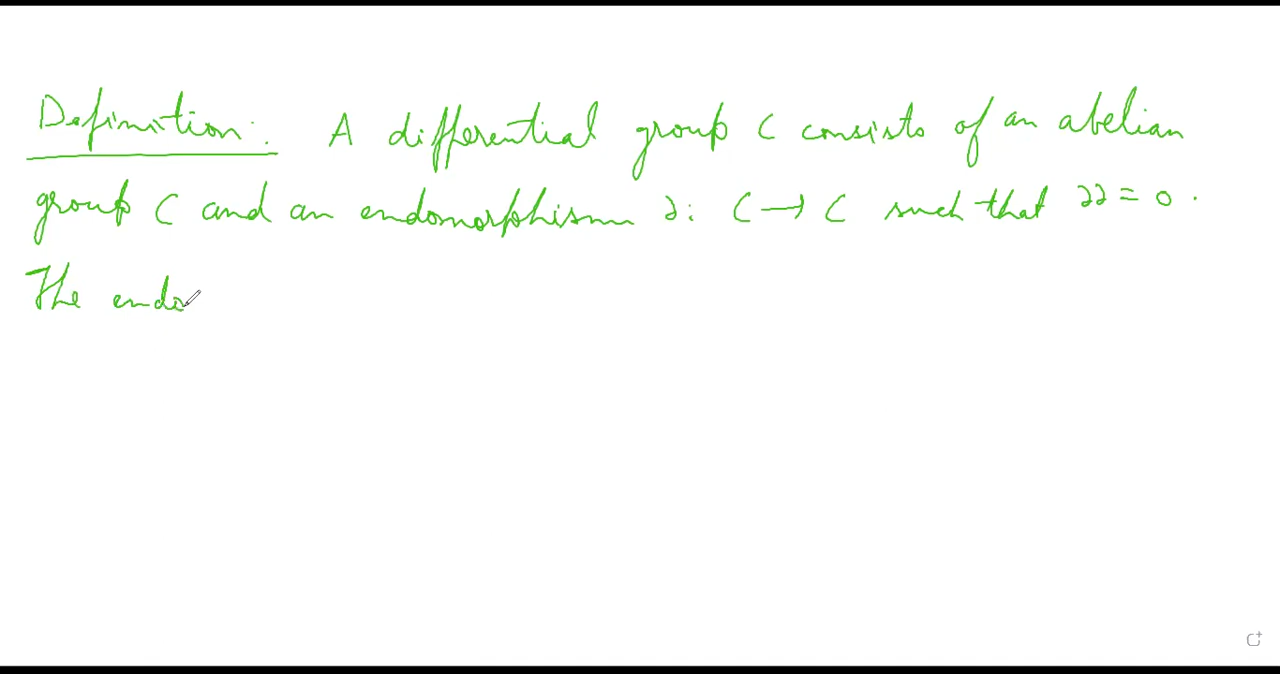 Definition: A differential group C consists of an abelian
group C and an endomorphism ∂: C → C such that ∂∂ = 0.
The endo